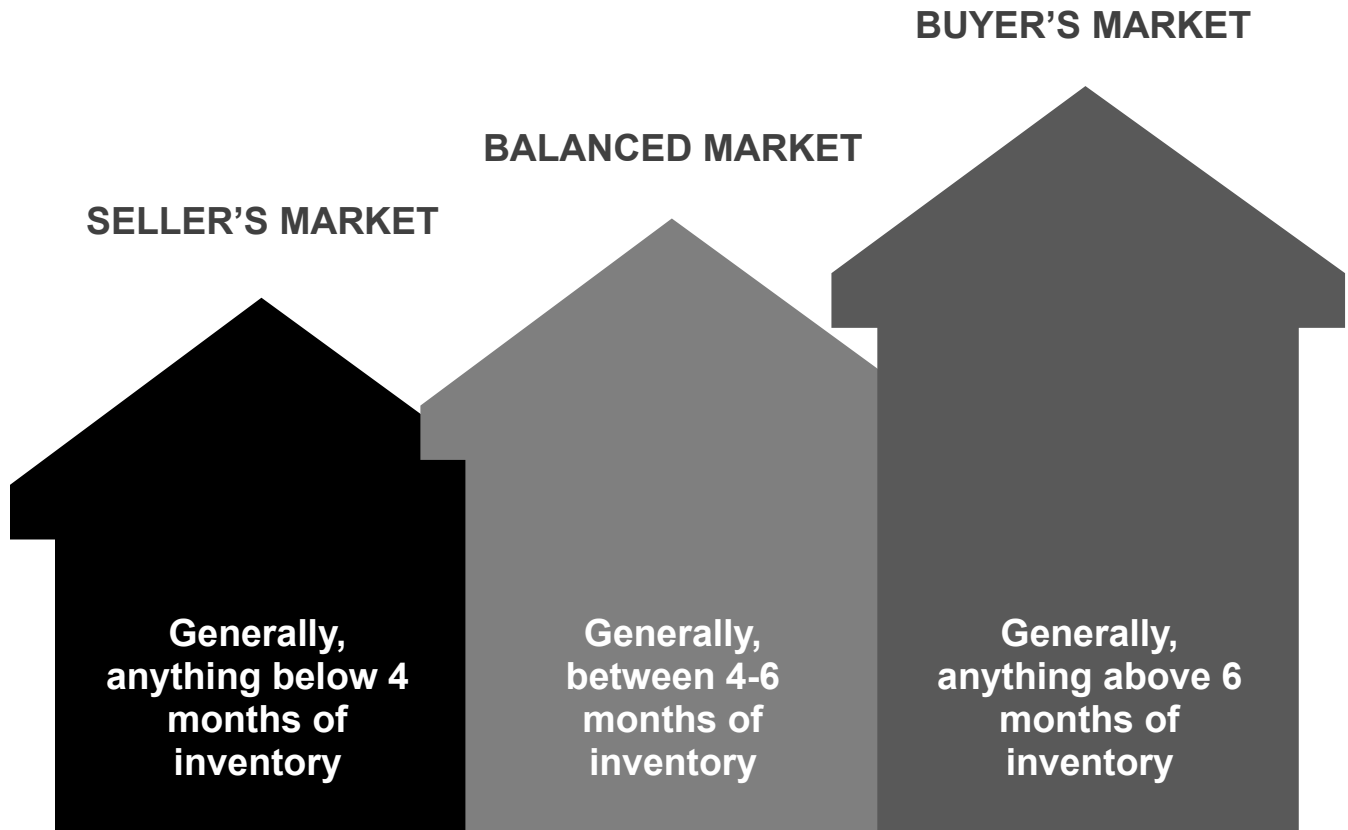 SELLER’S MARKET
Generally,
anything below 4
months of
inventory
BALANCED MARKET
Generally,
between 4-6
months of
inventory
BUYER’S MARKET
Generally,
anything above 6
months of
inventory